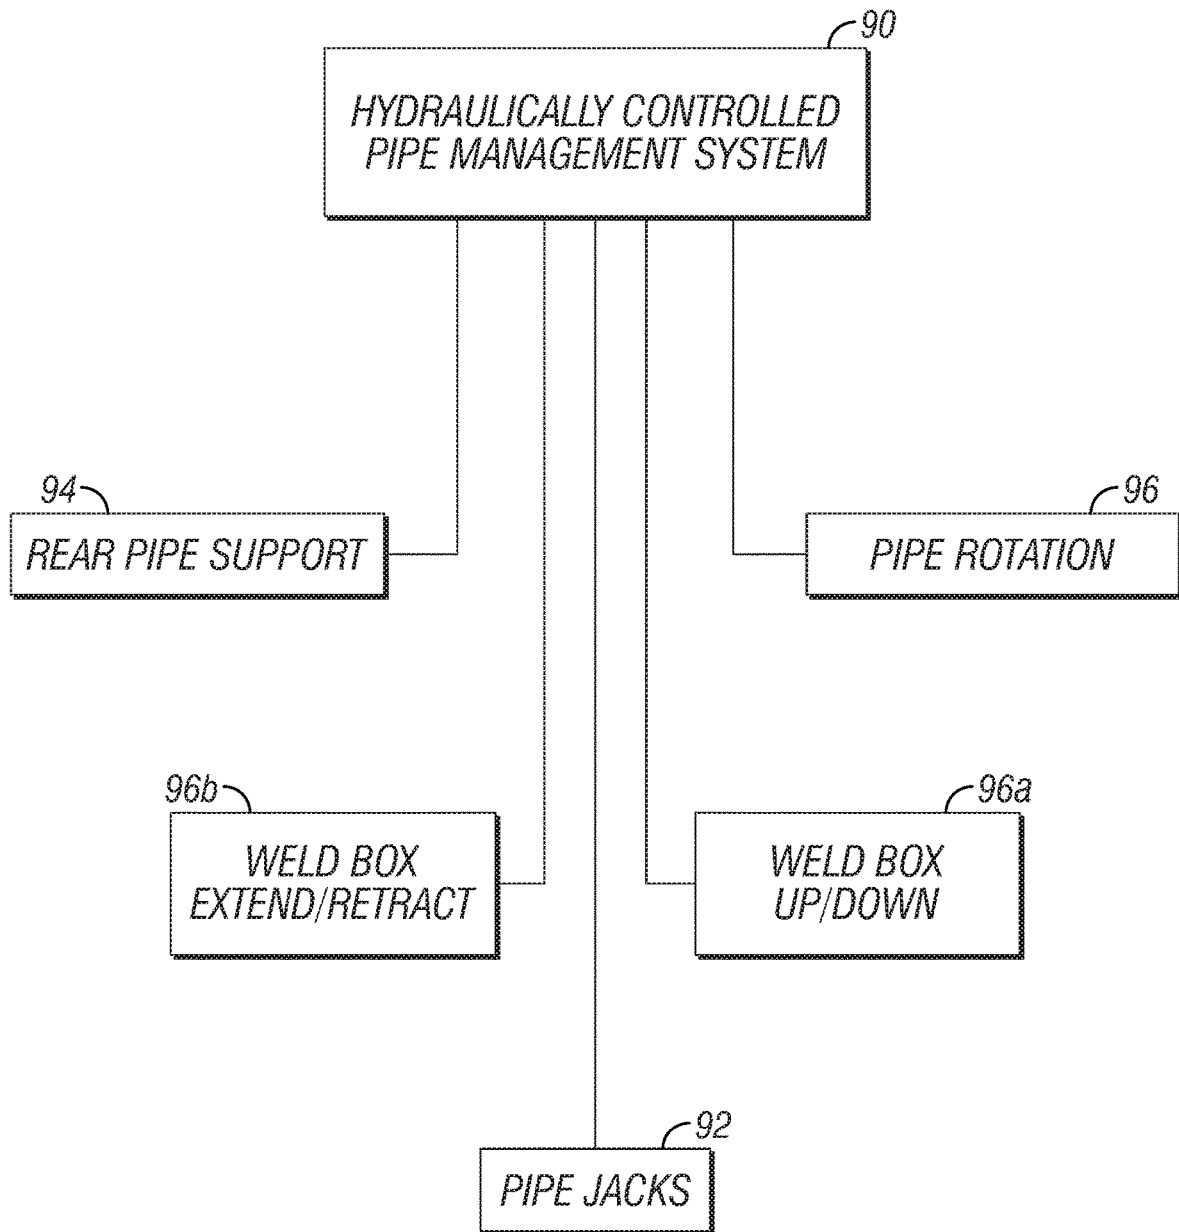 90
HYDRAULICALLY CONTROLLED
PIPE MANAGEMENT SYSTEM
94
REAR PIPE SUPPORT
96
PIPE ROTATION
96b
WELD BOX
EXTEND/RETRACT
96a
WELD BOX
UP/DOWN
92
PIPE JACKS